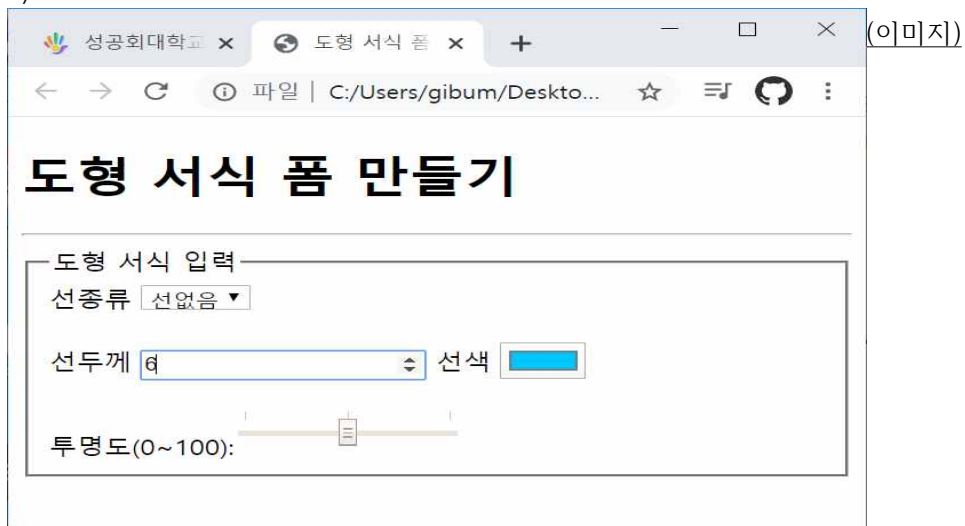 성공회대학교 도형 서식 폼
(이미지)
파일 | C:/Users/gibum/Deskto...
도형 서식 폼 만들기
도형 서식 입력
선종류 선없음
선두께 6 선색
투명도(0~100):